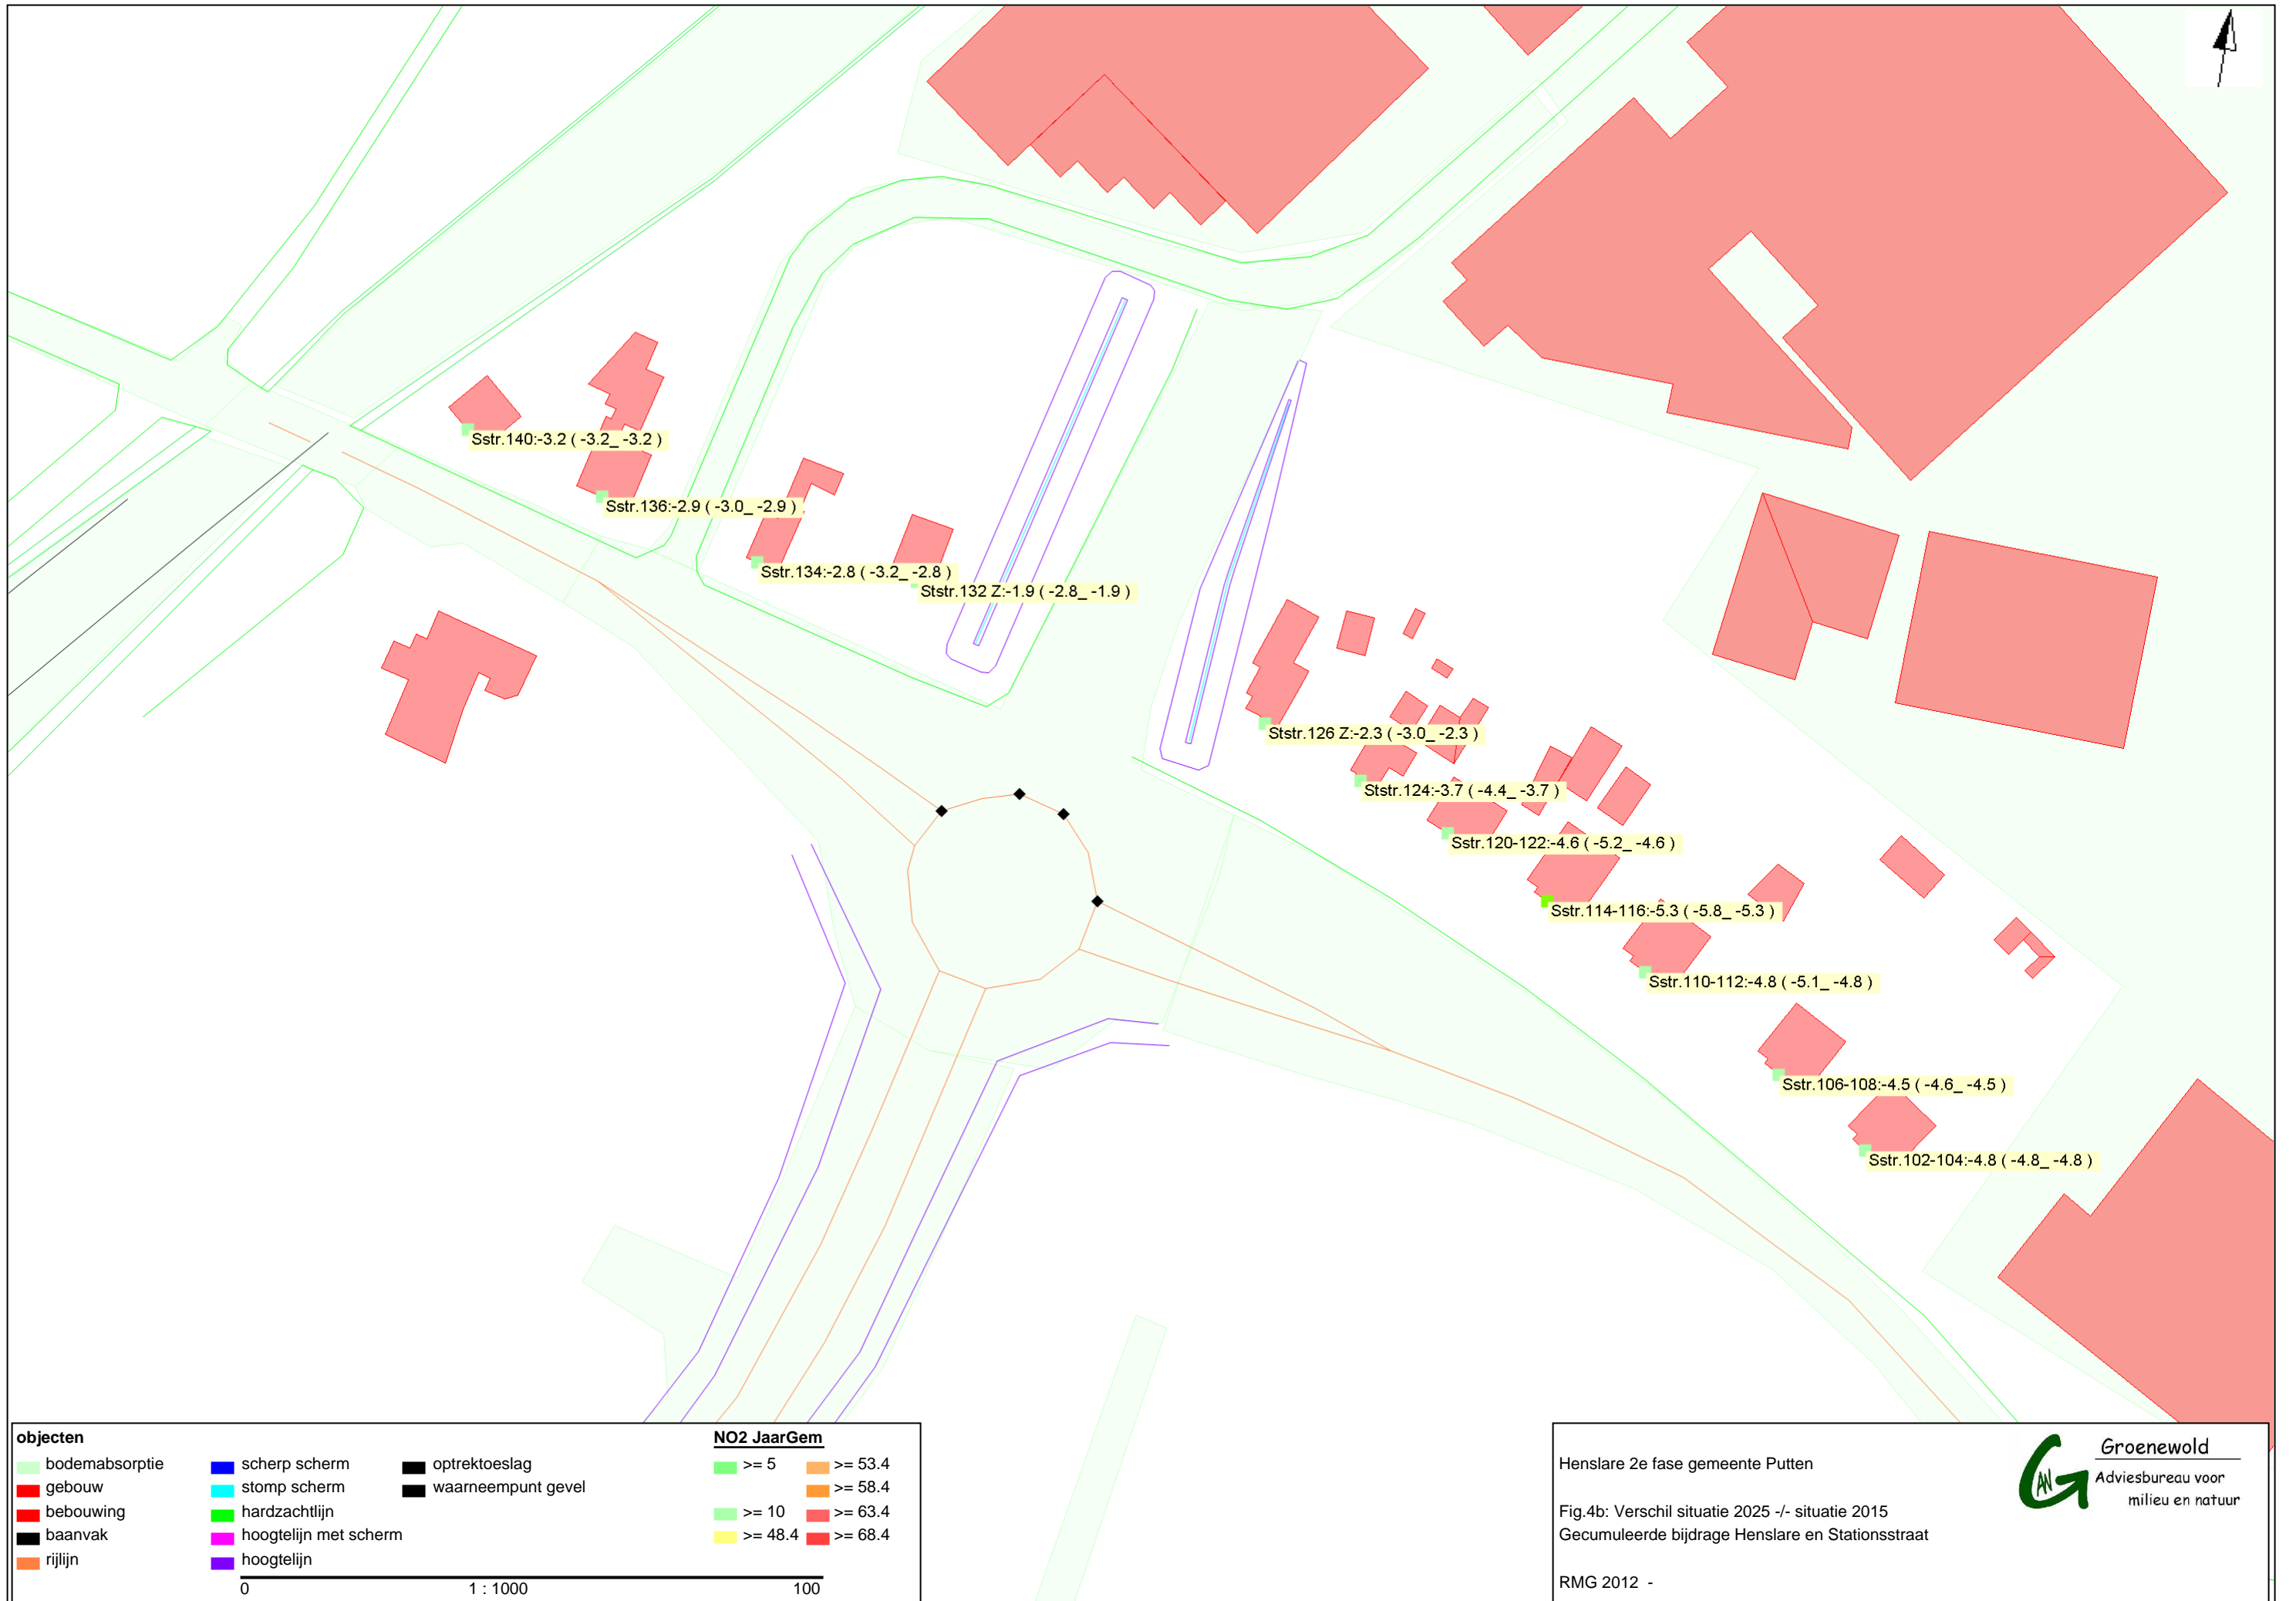 Sstr.140:-3.2 ( -3.2_ -3.2 )
Sstr.136:-2.9 ( -3.0_ -2.9 )
Sstr.134:-2.8 ( -3.2_ -2.8 )
Ststr.132 Z:-1.9 ( -2.8_ -1.9 )
Ststr.126 Z:-2.3 ( -3.0_ -2.3 )
Ststr.124:-3.7 ( -4.4_ -3.7 )
Sstr.120-122:-4.6 ( -5.2_ -4.6 )
Sstr.114-116:-5.3 ( -5.8_ -5.3 )
Sstr.110-112:-4.8 ( -5.1_ -4.8 )
Sstr.106-108:-4.5 ( -4.6_ -4.5 )
Sstr.102-104:-4.8 ( -4.8_ -4.8 )
objecten
bodemabsorptie
gebouw
bebouwing
baanvak
rijlijn
scherp scherm
stomp scherm
hardzachtlijn
hoogtelijn met scherm
hoogtelijn
optrektoeslag
waarneempunt gevel
NO2 JaarGem
>= 5
>= 10
>= 48.4
>= 53.4
>= 58.4
>= 63.4
>= 68.4
0 1 : 1000 100
Henslare 2e fase gemeente Putten
Fig.4b: Verschil situatie 2025 -/- situatie 2015
Gecumuleerde bijdrage Henslare en Stationsstraat
RMG 2012 -
G AN
Groenewold
Adviesbureau voor
milieu en natuur